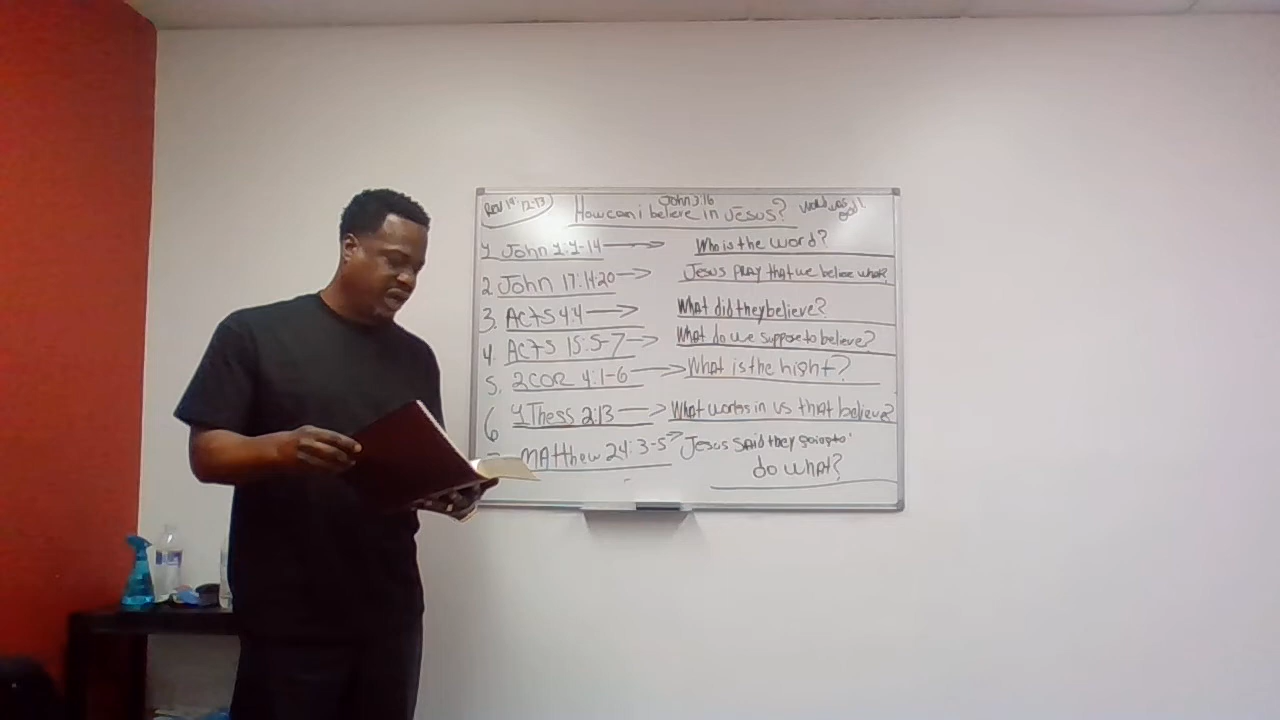 Rev 19:12-13
John 3:16
How can i believe in Jesus?
Word was God!
1 John 1:1-14 → Who is the word?
2 John 17:14-20 → Jesus pray that we believe what?
3. Acts 4:4 → What did they believe?
4. Acts 15:5-7 → What do we suppose to believe?
5. 2COR 4:1-6 → What is the hight?
6 1Thess 2:13 → What works in us that believe?
MAtthew 24:3-5 → Jesus said they going to
do what?